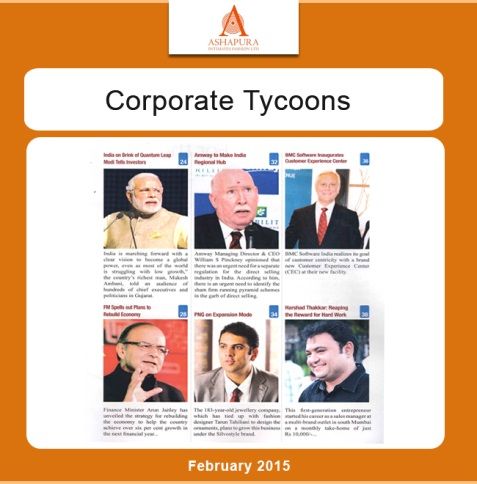 ASHAPURA
INTIMATES FASHION LTD
Corporate Tycoons
India on Brink of Quantum Leap
Modi Tells Investors
24
India is marching forward with a
clear vision to become a global
power, even as most of the world
is struggling with low growth,"
the country's richest man, Mukesh
Ambani, told an audience of
hundreds of chief executives and
politicians in Gujarat.
Amway to Make India
Regional Hub
32
Amway Managing Director & CEO
William S Pinckney opinioned that
there was an urgent need for a separate
regulation for the direct selling
industry in India. According to him,
there is an urgent need to identify the
sham firm running pyramid schemes
in the garb of direct selling.
BMC Software Inaugurates
Customer Experience Center
BMC Software India realizes its goal
of customer centricity with a brand
new Customer Experience Center
(CEC) at their new facility.
FM Spells out Plans to
Rebuild Economy
Finance Minister Arun Jaitley has
unveiled the strategy for rebuilding
the economy to help the country
achieve over six per cent growth in
the next financial year...
PNG on Expansion Mode
34
The 183-year-old jewellery company,
which has tied up with fashion
designer Tarun Tahiliani to design the
ornaments, plans to grow this business
under the Silvostyle brand.
Harshad Thakkar: Reaping
the Reward for Hard Work
This first-generation entrepreneur
started his career as a sales manager at
a multi-brand outlet in south Mumbai
on a monthly take-home of just
Rs 10,000/-...
February 2015